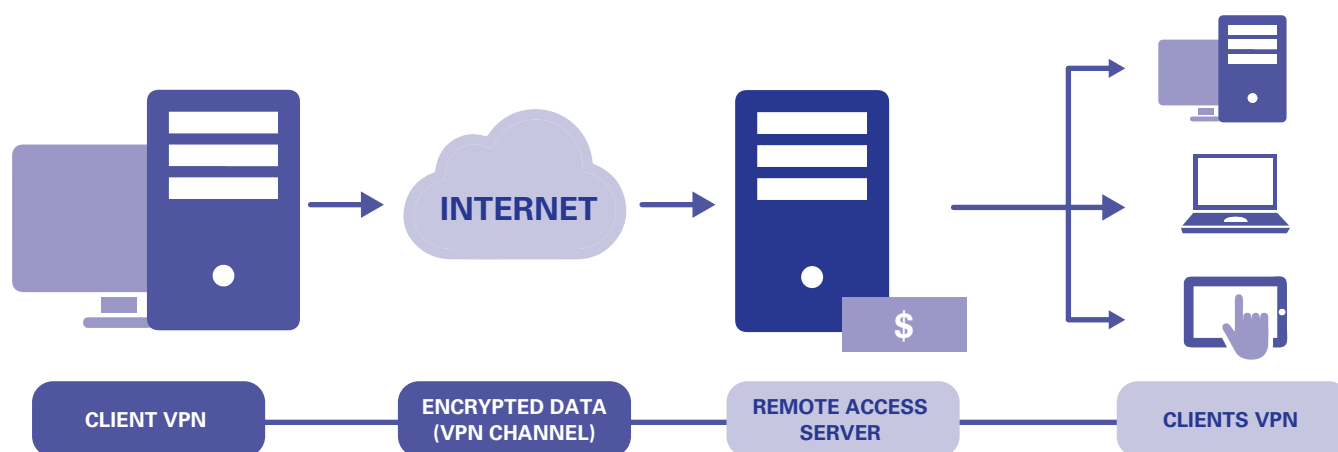 INTERNET
$
CLIENT VPN
ENCRYPTED DATA
(VPN CHANNEL)
REMOTE ACCESS
SERVER
CLIENTS VPN